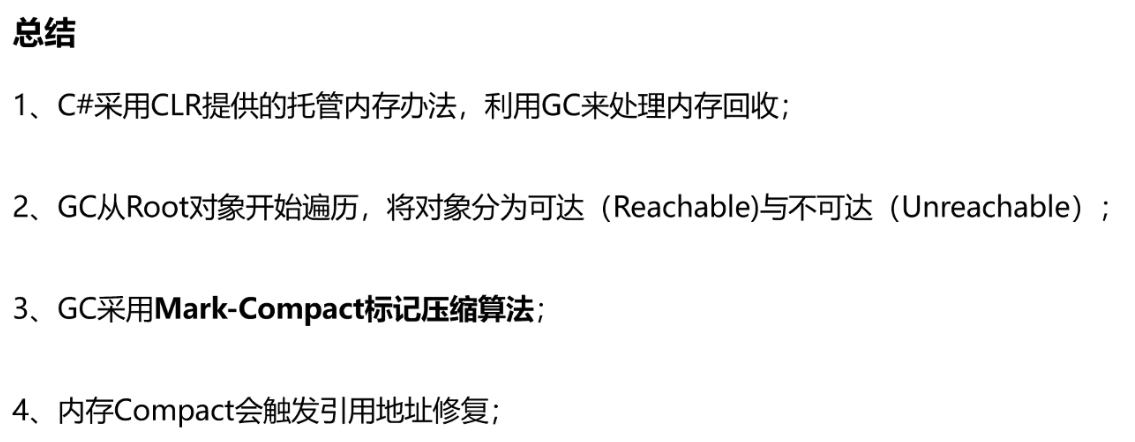 总结
1、C#采用CLR提供的托管内存办法，利用GC来处理内存回收；
2、GC从Root对象开始遍历，将对象分为可达（Reachable)与不可达（Unreachable）；
3、GC采用Mark-Compact标记压缩算法；
4、内存Compact会触发引用地址修复；